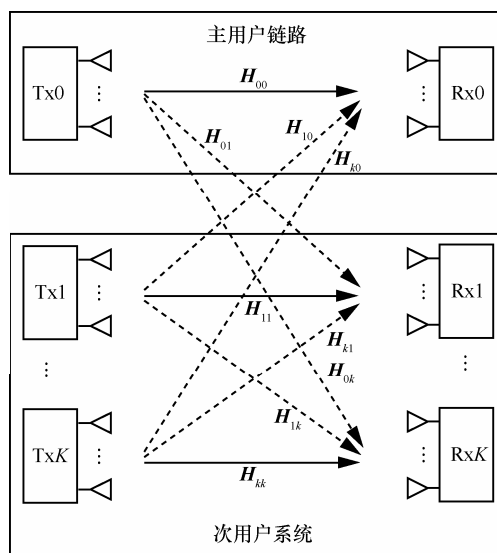 主用户链路
Tx0
Rx0
H₀₀
H₀₁
H₁₀
Hₖ₀
Tx1
Rx1
H₁₁
Hₖ₁
H₀ₖ
H₁ₖ
TxK
RxK
Hₖₖ
次用户系统